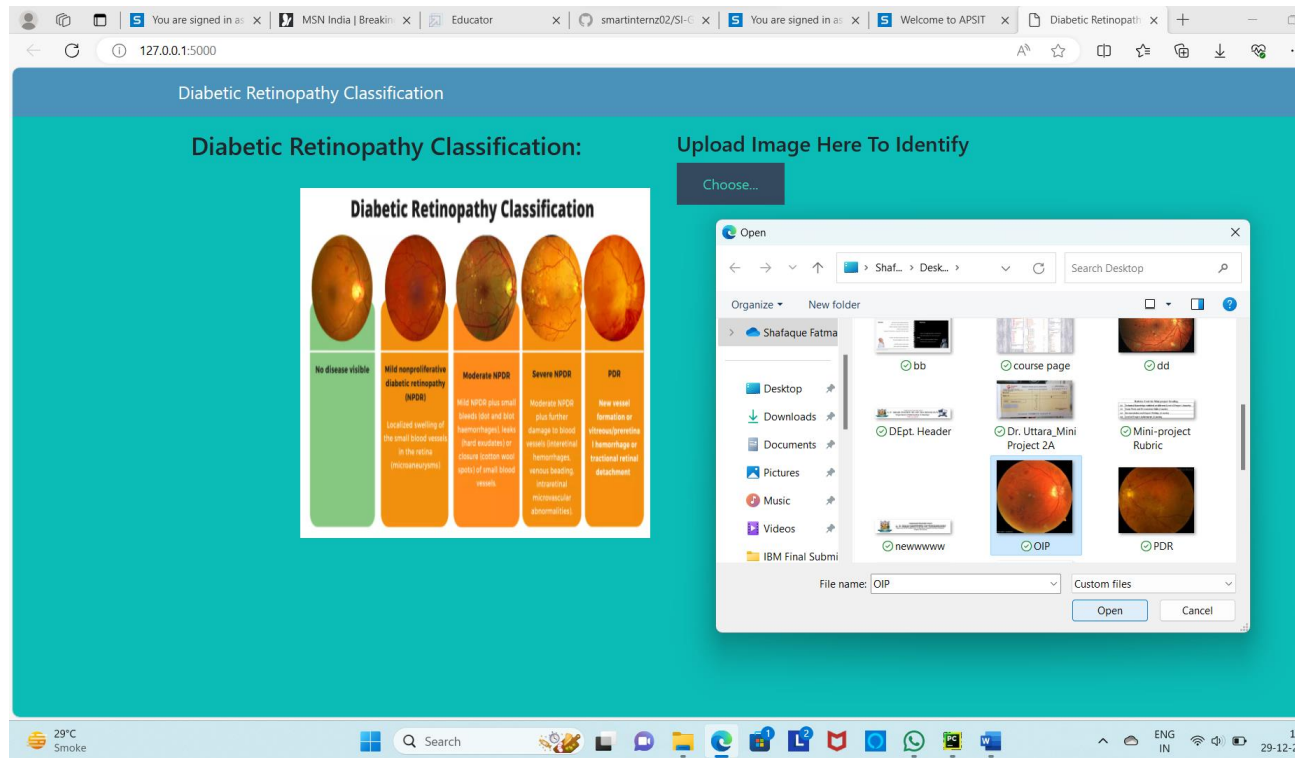 You are signed in as
MSN India | Breakin
Educator
smartinternz02/SI-G
You are signed in as
Welcome to APSIT
Diabetic Retinopath
127.0.0.1:5000
Diabetic Retinopathy Classification
Diabetic Retinopathy Classification:
Diabetic Retinopathy Classification
No disease visible
Mild nonproliferative
diabetic retinopathy
(NPDR)
Localized swelling of
the small blood vessels
in the retina
(microaneurysms)
Moderate NPDR
Mild NPDR plus small
bleeds (dot and blot
haemorrhages), leaks
(hard exudates) or
closure (cotton wool
spots) of small blood
vessels.
Severe NPDR
Moderate NPDR
plus further
damage to blood
vessels (interetinal
hemorrhages,
venous beading,
intraretinal
microvascular
abnormalities).
PDR
New vessel
formation or
vitreous/preretina
l hemorrhage or
tractional retinal
detachment
Upload Image Here To Identify
Choose...
Open
Shaf... > Desk... >
Search Desktop
Organize
New folder
Shafaque Fatma
Desktop
Downloads
Documents
Pictures
Music
Videos
IBM Final Submi
bb
course page
dd
DEpt. Header
Dr. Uttara_Mini
Project 2A
Mini-project
Rubric
newwwww
OIP
PDR
File name: OIP
Custom files
Open
Cancel
29°C
Smoke
Search
ENG
IN
29-12-2